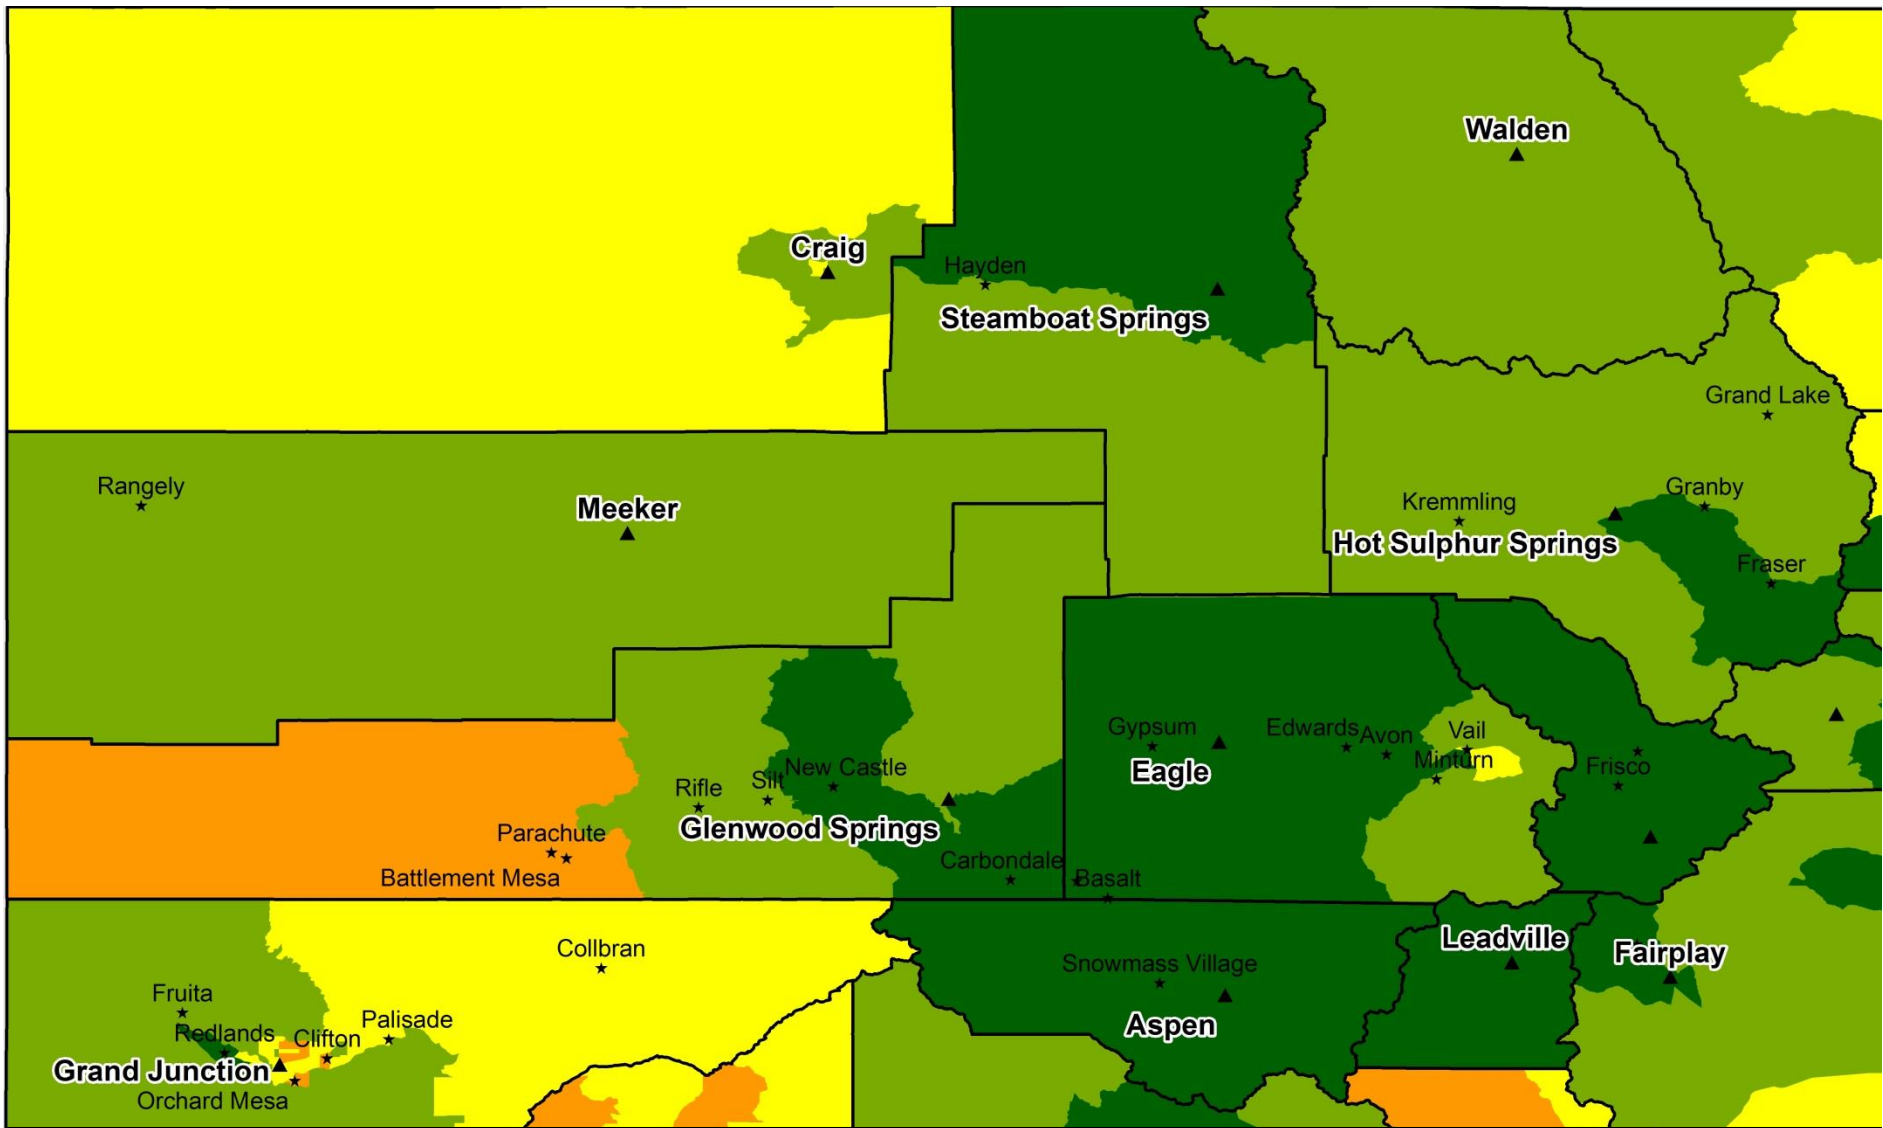 Walden
Craig
Hayden
Steamboat Springs
Grand Lake
Rangely
Meeker
Kremmling
Granby
Hot Sulphur Springs
Fraser
Gypsum
Edwards
Avon
Vail
Eagle
Minturn
Frisco
Rifle
Silt
New Castle
Glenwood Springs
Parachute
Battlement Mesa
Carbondale
Basalt
Collbran
Leadville
Fairplay
Snowmass Village
Aspen
Fruita
Redlands
Clifton
Palisade
Grand Junction
Orchard Mesa